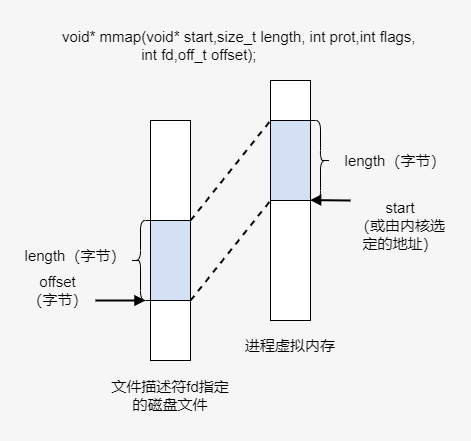 void* mmap(void* start,size_t length, int prot,int flags,
int fd,off_t offset);
length（字节）
start
（或由内核选
定的地址）
length（字节）
offset
（字节）
进程虚拟内存
文件描述符fd指定
的磁盘文件